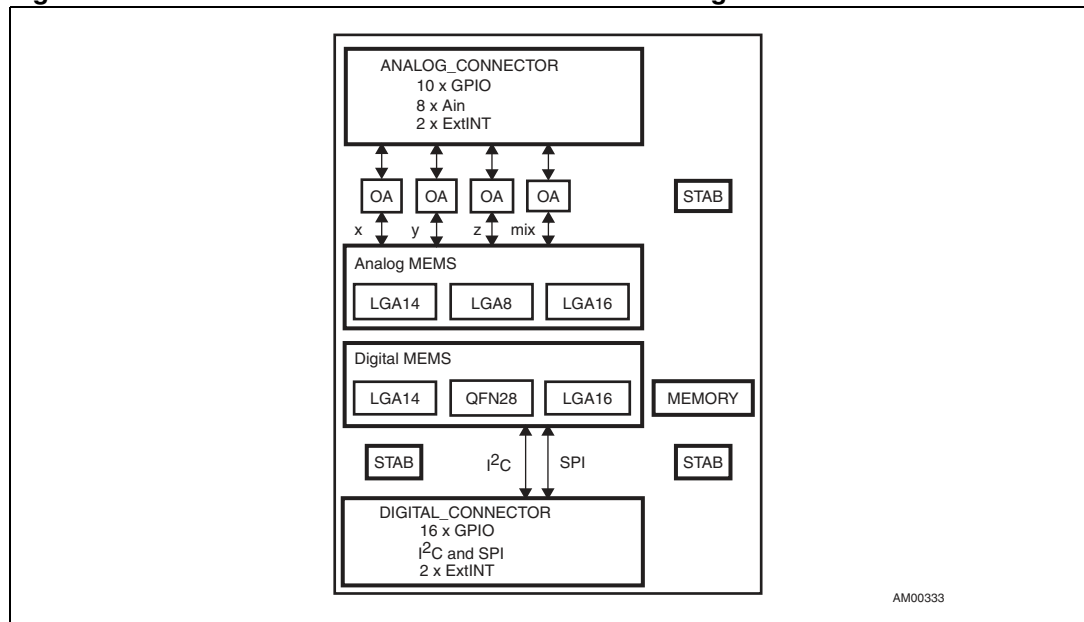 ANALOG_CONNECTOR
10 x GPIO
8 x Ain
2 x ExtINT
OA OA OA OA STAB
x y z mix
Analog MEMS
LGA14 LGA8 LGA16
Digital MEMS
LGA14 QFN28 LGA16 MEMORY
STAB I²C SPI STAB
DIGITAL_CONNECTOR
16 x GPIO
I²C and SPI
2 x ExtINT
AM00333